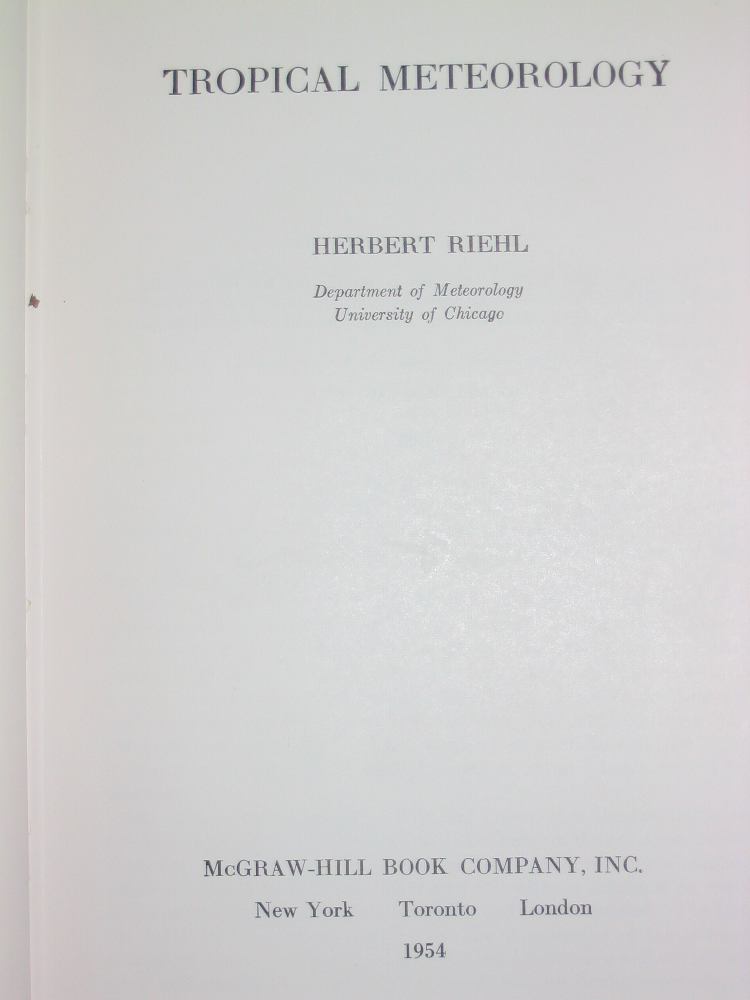 TROPICAL METEOROLOGY
HERBERT RIEHL
Department of Meteorology
University of Chicago
McGRAW-HILL BOOK COMPANY, INC.
New York Toronto London
1954